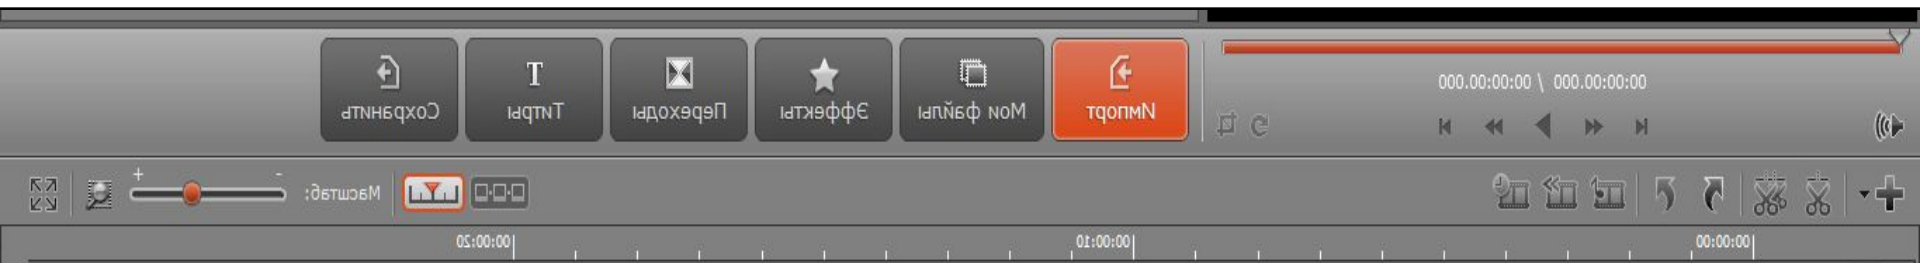 000.00:00:00 / 000.00:00:00
Импорт
Мои файлы
Эффекты
Переходы
Титры
Сохранить
Масштаб:
- +
00:00:00
00:00:10
00:00:20